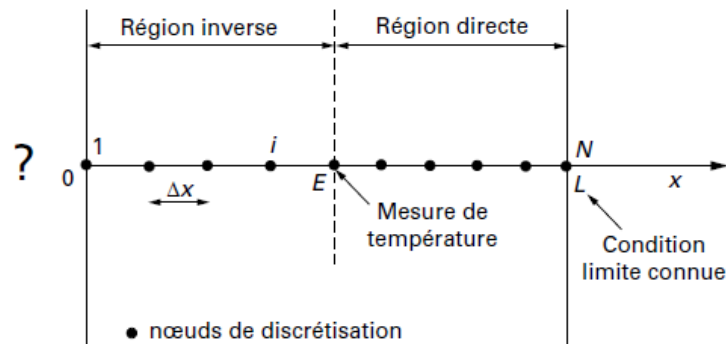 Région inverse
Région directe
?
1
i
N
0
Δx
E
L
x
Mesure de
température
Condition
limite connue
nœuds de discrétisation